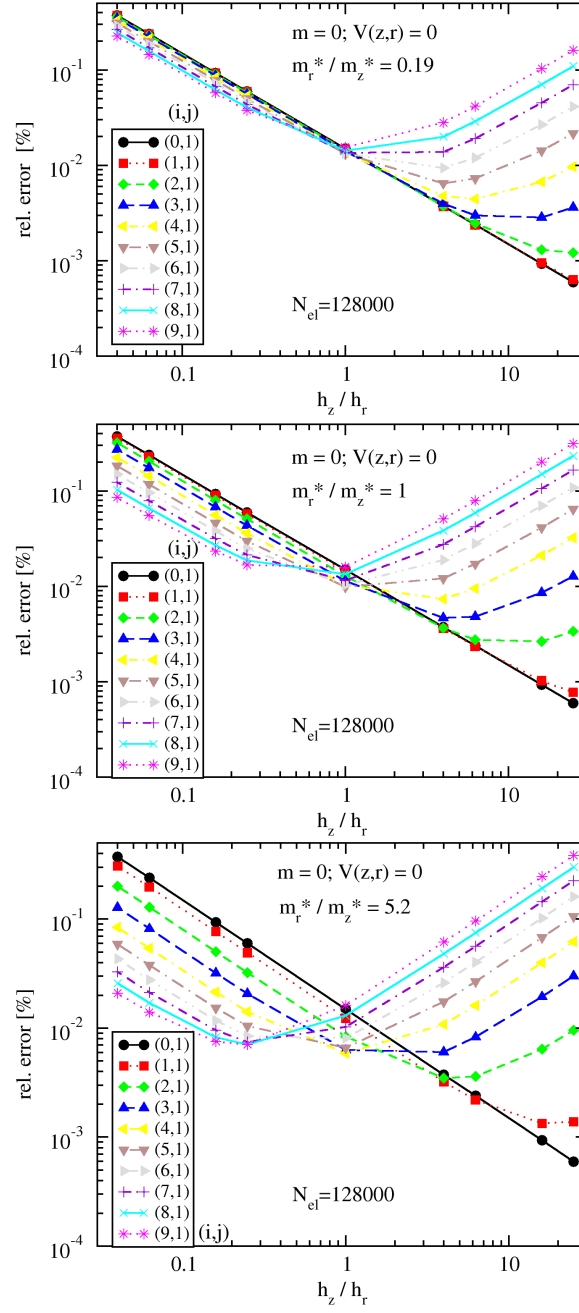 10^-1
10^-2
10^-3
10^-4
rel. error [%]
m = 0; V(z,r) = 0
m_r* / m_z* = 0.19
(i,j)
(0,1)
(1,1)
(2,1)
(3,1)
(4,1)
(5,1)
(6,1)
(7,1)
(8,1)
(9,1)
N_el=128000
0.1 1 10
h_z / h_r
10^-1
10^-2
10^-3
10^-4
rel. error [%]
m = 0; V(z,r) = 0
m_r* / m_z* = 1
(i,j)
(0,1)
(1,1)
(2,1)
(3,1)
(4,1)
(5,1)
(6,1)
(7,1)
(8,1)
(9,1)
N_el=128000
0.1 1 10
h_z / h_r
10^-1
10^-2
10^-3
10^-4
rel. error [%]
m = 0; V(z,r) = 0
m_r* / m_z* = 5.2
(0,1)
(1,1)
(2,1)
(3,1)
(4,1)
(5,1)
(6,1)
(7,1)
(8,1)
(9,1)
(i,j)
N_el=128000
0.1 1 10
h_z / h_r